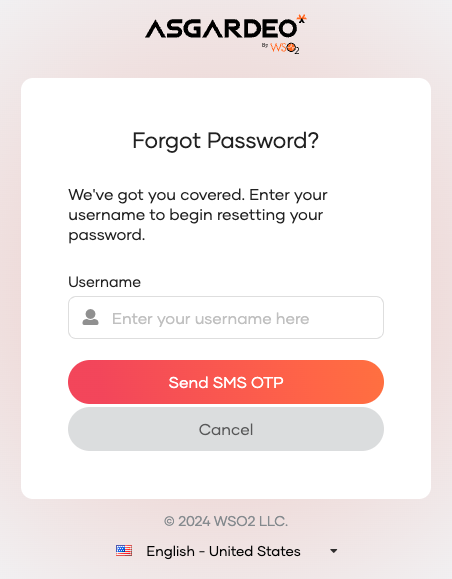 ASGARDEO
By WSO2
Forgot Password?
We've got you covered. Enter your
username to begin resetting your
password.
Username
Enter your username here
Send SMS OTP
Cancel
© 2024 WSO2 LLC.
English - United States